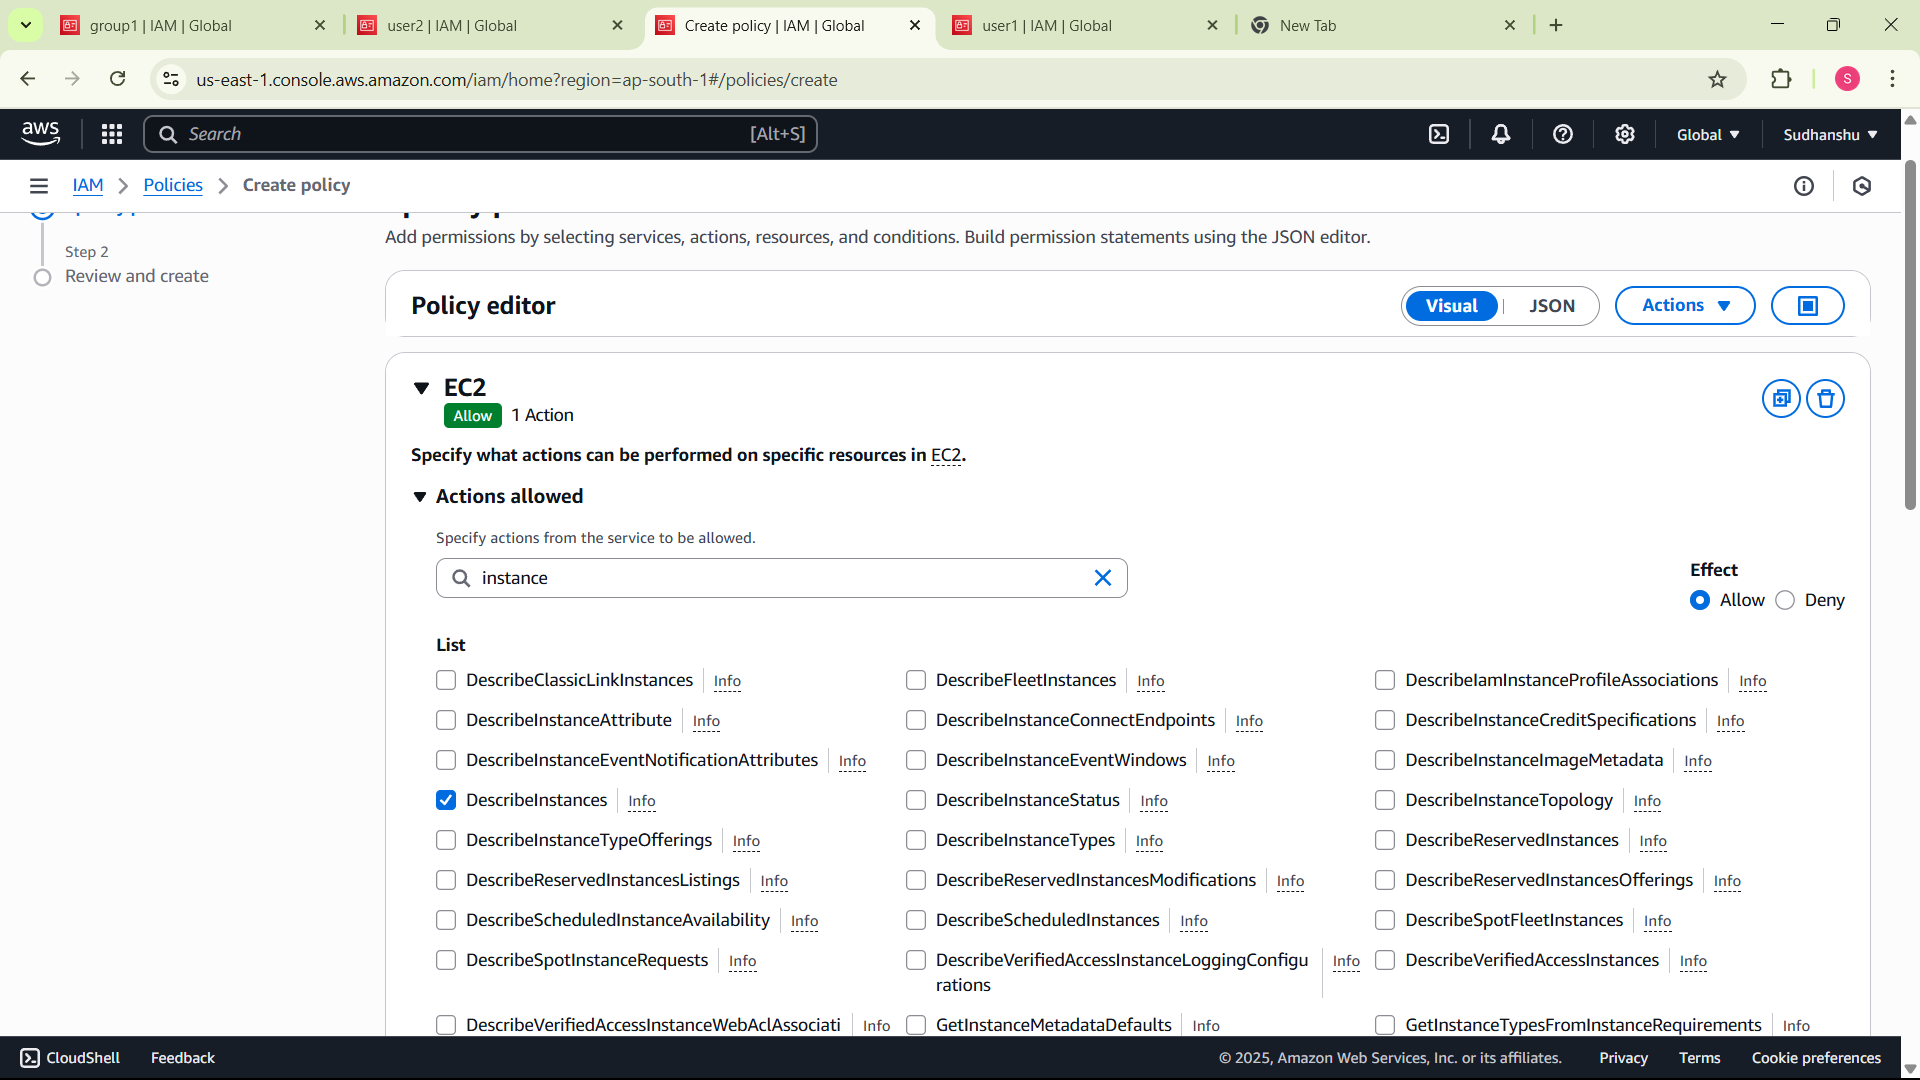 group1 | IAM | Global
user2 | IAM | Global
Create policy | IAM | Global
user1 | IAM | Global
New Tab
us-east-1.console.aws.amazon.com/iam/home?region=ap-south-1#/policies/create
S
aws
Search
[Alt+S]
Global
Sudhanshu
IAM
Policies
Create policy
Step 2
Review and create
Add permissions by selecting services, actions, resources, and conditions. Build permission statements using the JSON editor.
Policy editor
Visual
JSON
Actions
EC2
Allow
1 Action
Specify what actions can be performed on specific resources in EC2.
Actions allowed
Specify actions from the service to be allowed.
instance
Effect
Allow
Deny
List
DescribeClassicLinkInstances Info
DescribeFleetInstances Info
DescribeIamInstanceProfileAssociations Info
DescribeInstanceAttribute Info
DescribeInstanceConnectEndpoints Info
DescribeInstanceCreditSpecifications Info
DescribeInstanceEventNotificationAttributes Info
DescribeInstanceEventWindows Info
DescribeInstanceImageMetadata Info
DescribeInstances Info
DescribeInstanceStatus Info
DescribeInstanceTopology Info
DescribeInstanceTypeOfferings Info
DescribeInstanceTypes Info
DescribeReservedInstances Info
DescribeReservedInstancesListings Info
DescribeReservedInstancesModifications Info
DescribeReservedInstancesOfferings Info
DescribeScheduledInstanceAvailability Info
DescribeScheduledInstances Info
DescribeSpotFleetInstances Info
DescribeSpotInstanceRequests Info
DescribeVerifiedAccessInstanceLoggingConfigu
rations
Info
DescribeVerifiedAccessInstances Info
DescribeVerifiedAccessInstanceWebAclAssociati Info
GetInstanceMetadataDefaults Info
GetInstanceTypesFromInstanceRequirements Info
CloudShell
Feedback
© 2025, Amazon Web Services, Inc. or its affiliates.
Privacy
Terms
Cookie preferences